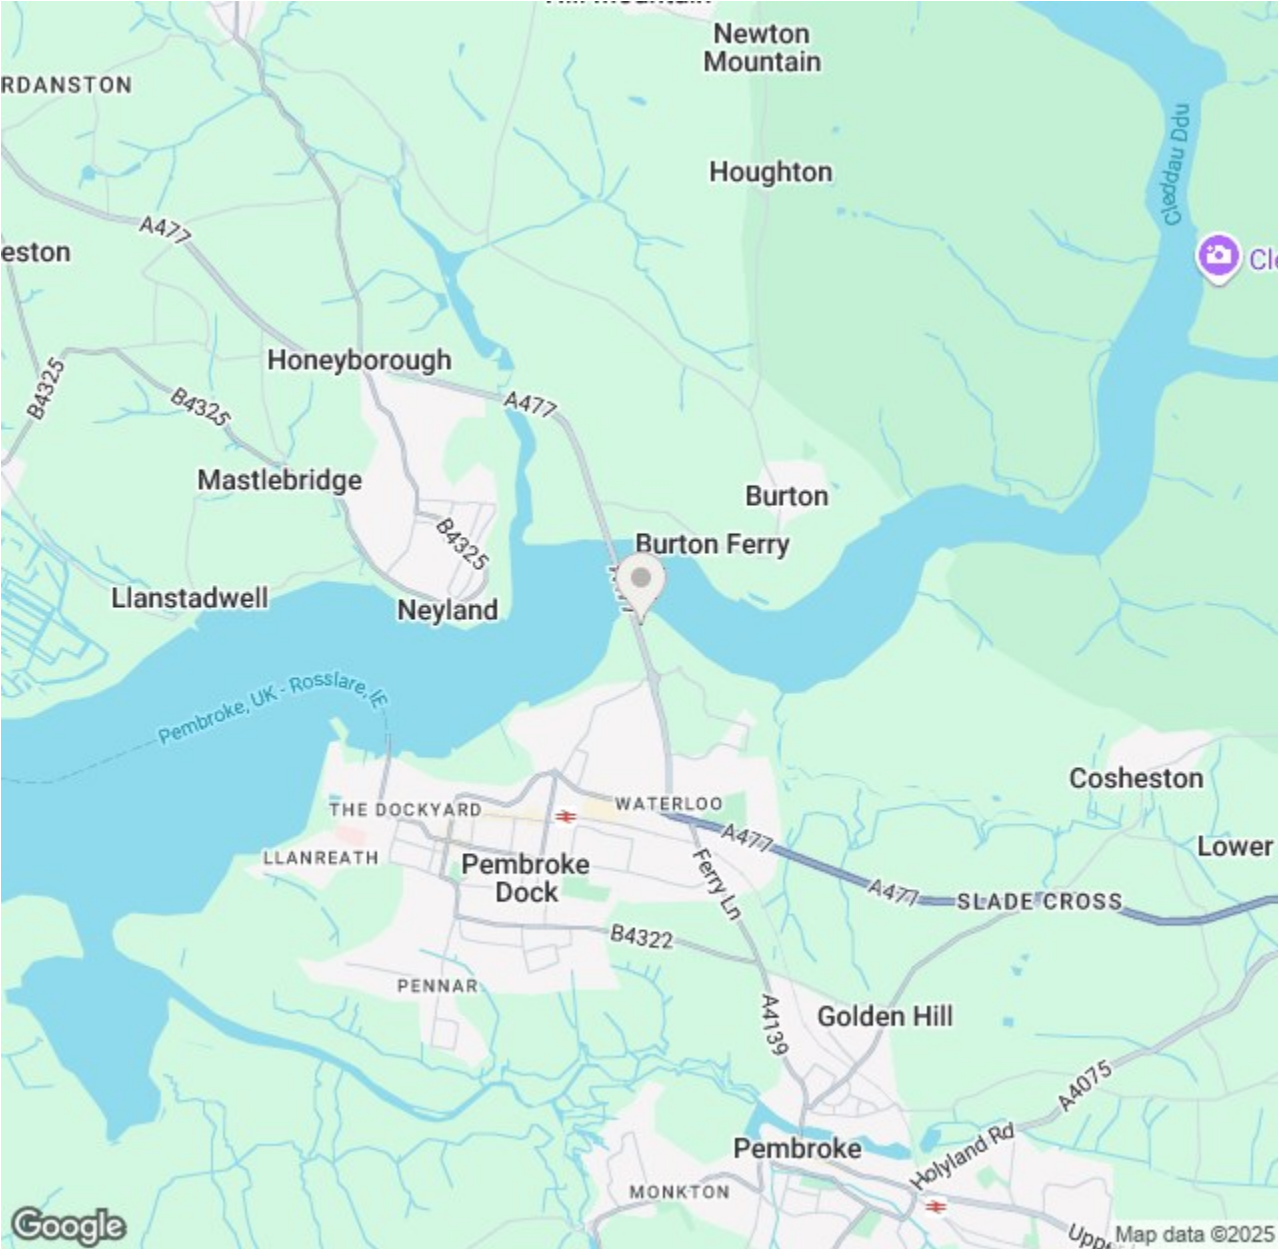 Newton
Mountain
RDANSTON
Cleddau Ddu
Houghton
A477
eston
Cle
Honeyborough
B4325
B4325
A477
Mastlebridge
Burton
B4325
Burton Ferry
Llanstadwell
Neyland
Pembroke, UK - Rosslare, IE
Cosheston
THE DOCKYARD
WATERLOO
A477
Lower
LLANREATH
Pembroke
Dock
Ferry Ln
A477
SLADE CROSS
B4322
PENNAR
Golden Hill
A4139
A4075
Pembroke
Holyland Rd
MONKTON
Google
Uppe
Map data ©2025